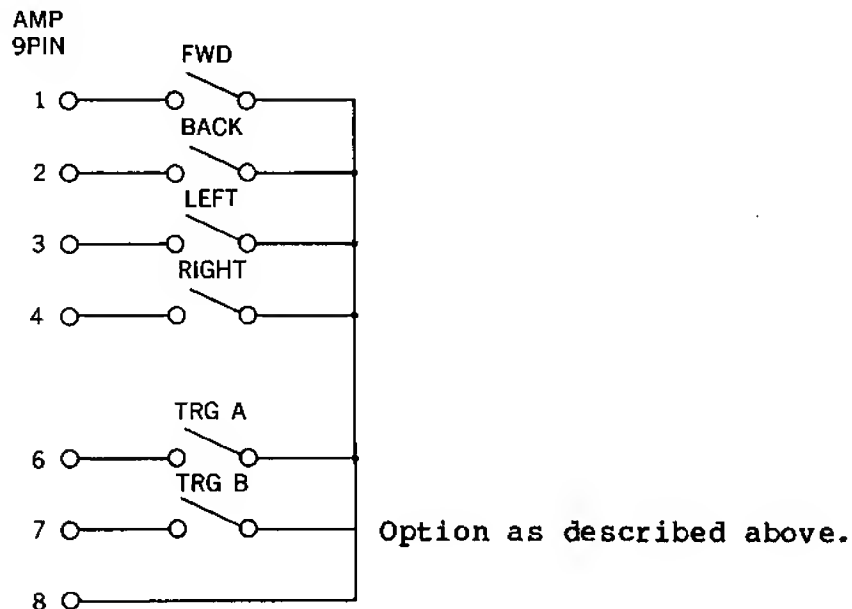 AMP
9PIN
FWD
1
BACK
2
LEFT
3
RIGHT
4
TRG A
6
TRG B
7 Option as described above.
8